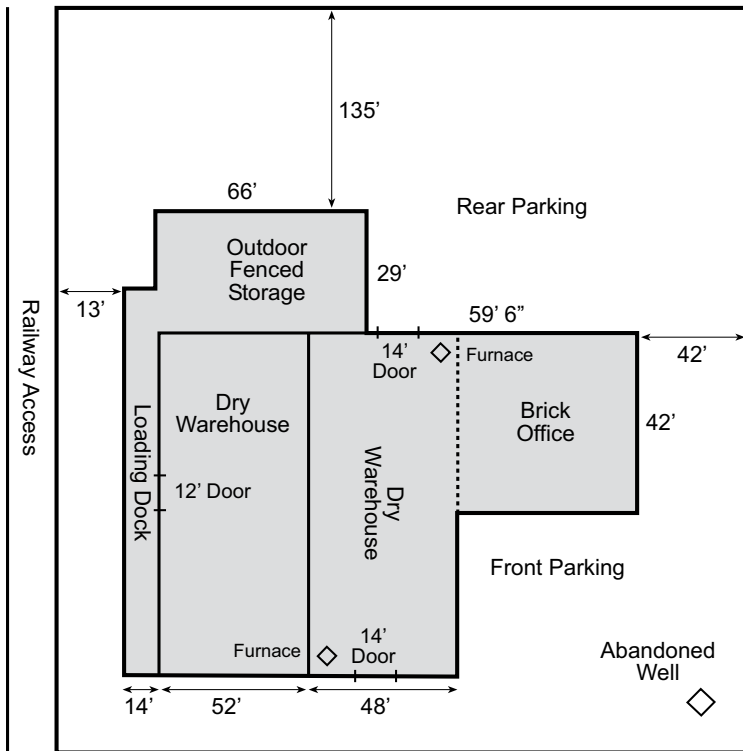 135’
66’
Rear Parking
Outdoor
Fenced
Storage
29’
13’
59’ 6”
42’
14’
Door
Furnace
Railway Access
Loading Dock
Dry
Warehouse
Dry
Warehouse
Brick
Office
42’
12’ Door
Front Parking
Furnace
14’
Door
Abandoned
Well
14’
52’
48’